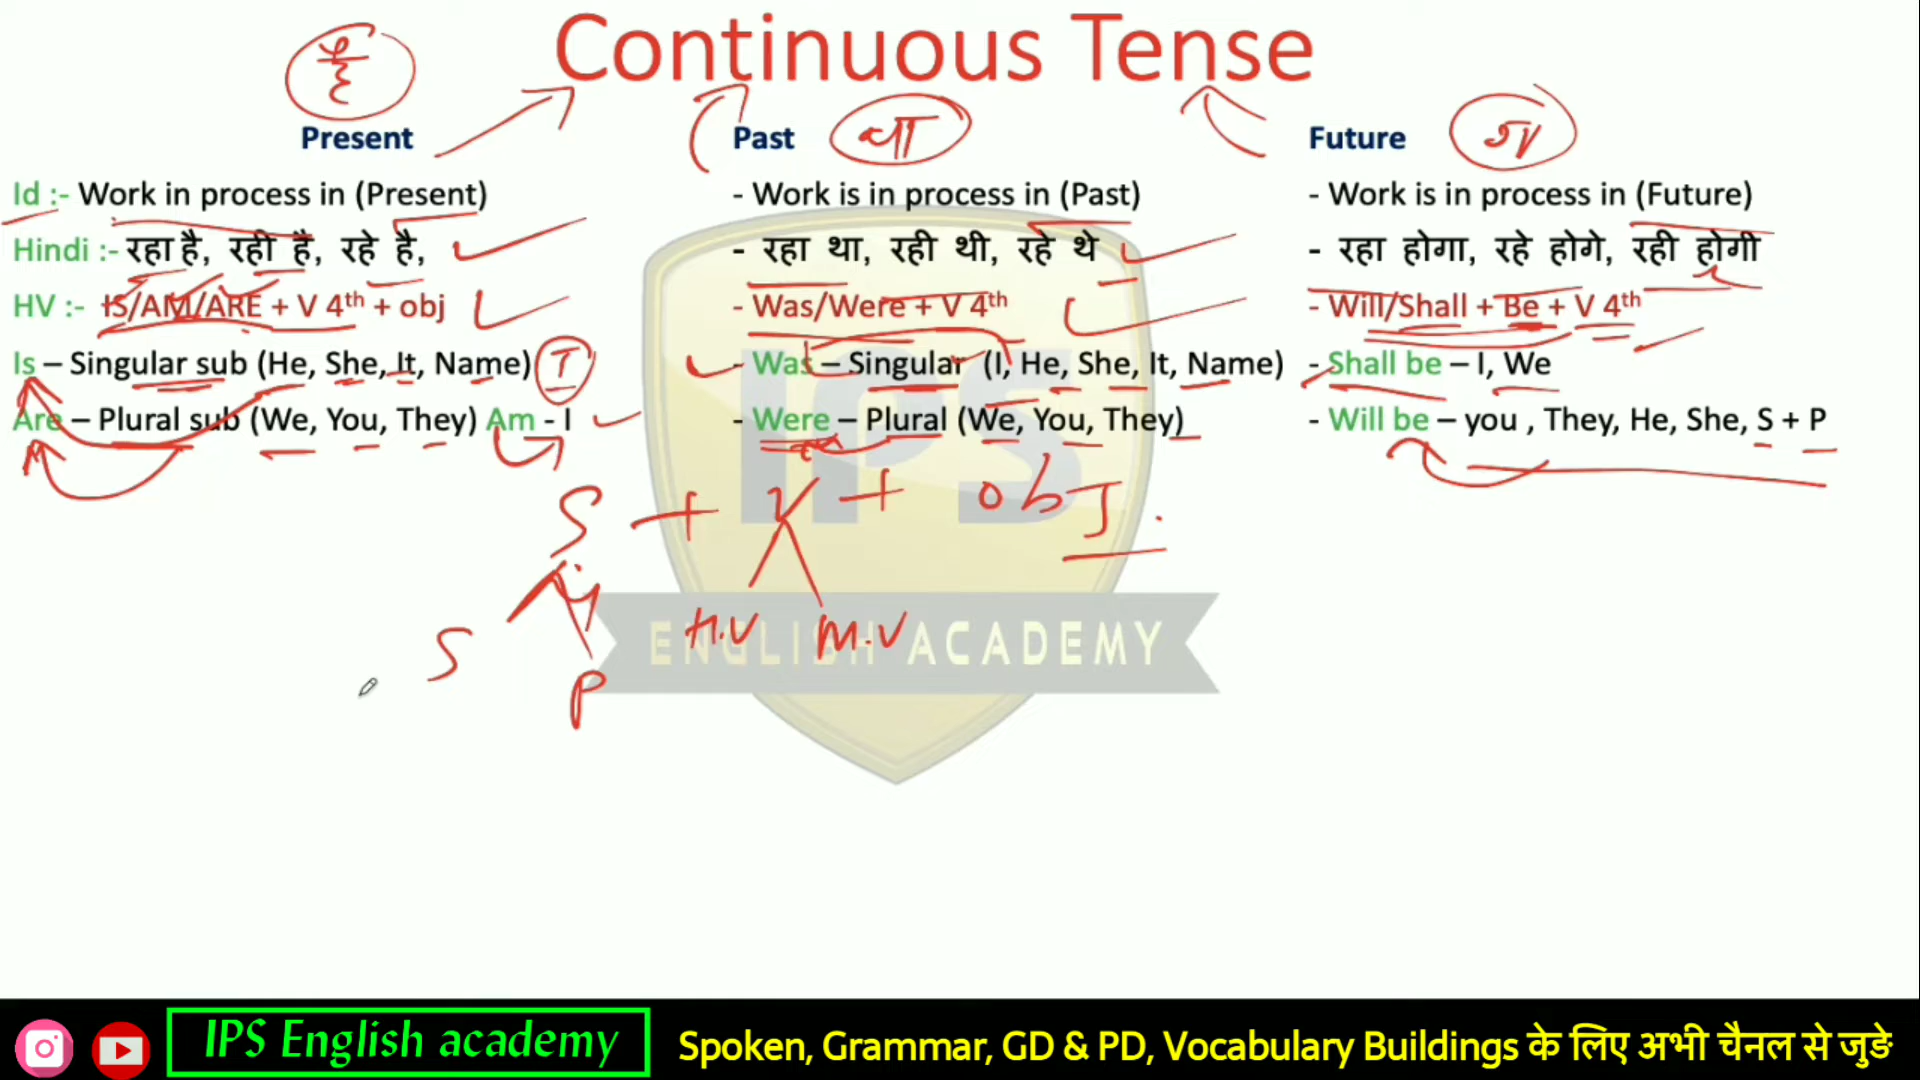 Continuous Tense
Present
Past
था
Future
Id :- Work in process in (Present)
- Work is in process in (Past)
- Work is in process in (Future)
Hindi :- रहा है, रही है, रहे है,
- रहा था, रही थी, रहे थे
- रहा होगा, रहे होगे, रही होगी
HV :- IS/AM/ARE + V 4th + obj
- Was/Were + V 4th
- Will/Shall + Be + V 4th
Is – Singular sub (He, She, It, Name) I
- Was – Singular (I, He, She, It, Name)
- Shall be – I, We
Are – Plural sub (We, You, They) Am - I
- Were – Plural (We, You, They)
- Will be – you , They, He, She, S + P
S + V + obJ.
H.V M.V
S
P
IPS
ENGLISH ACADEMY
IPS English academy
Spoken, Grammar, GD & PD, Vocabulary Buildings के लिए अभी चैनल से जुङे